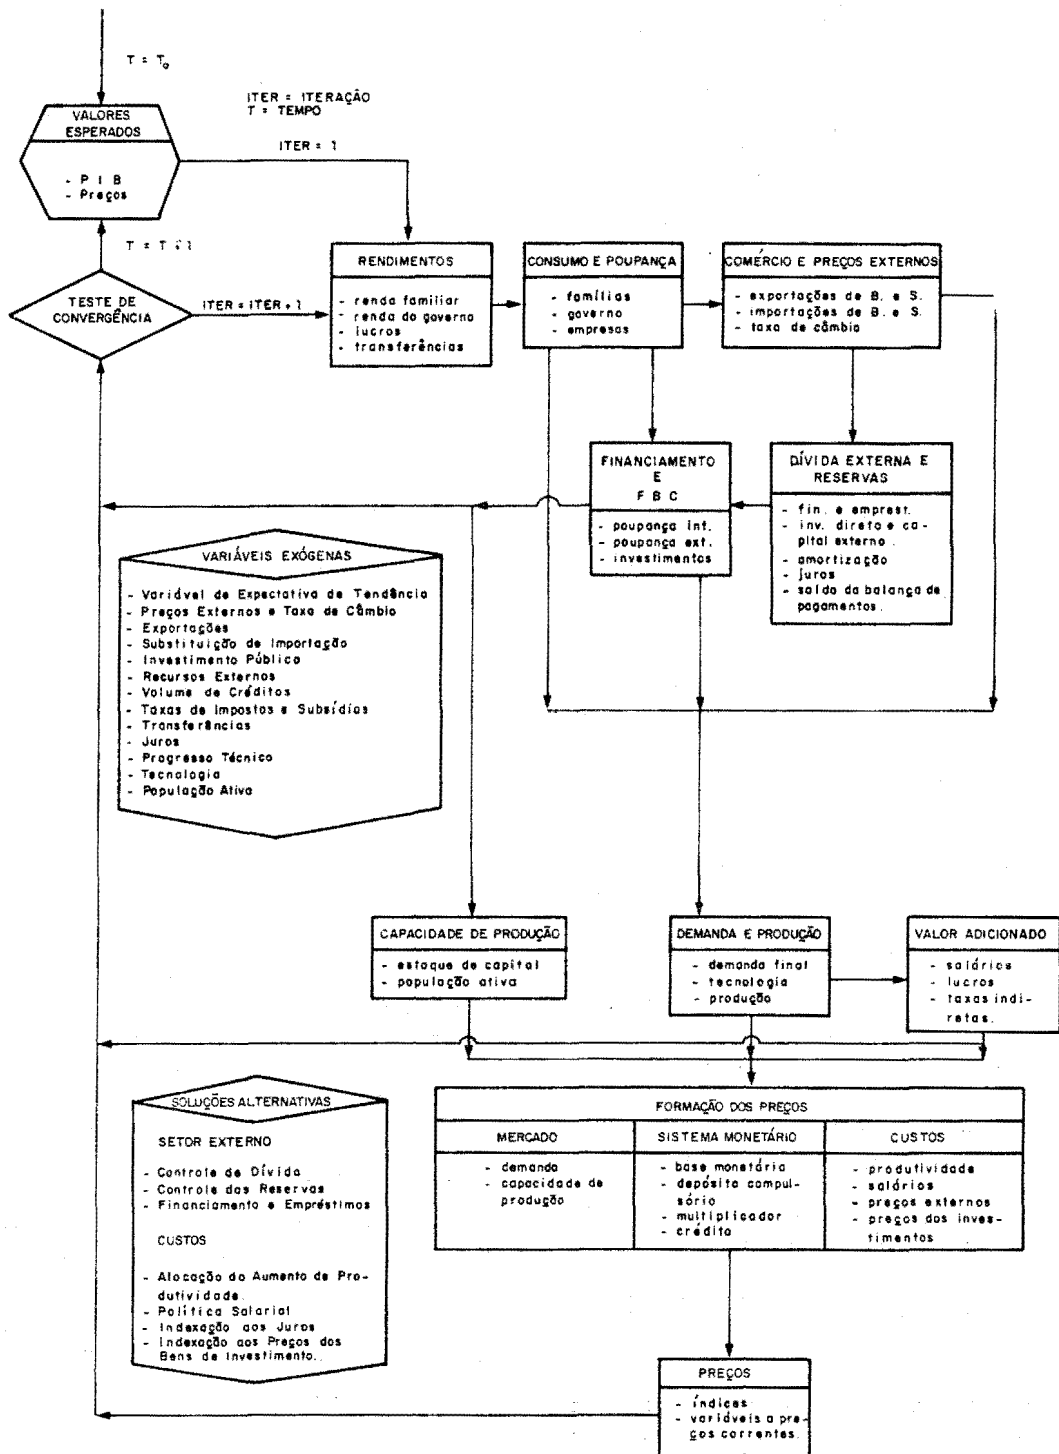 T = T₀
ITER = ITERAÇÃO
T = TEMPO
VALORES
ESPERADOS
- P I B
- Preços
ITER = 1
T = T + 1
TESTE DE
CONVERGÊNCIA
ITER = ITER + 1
RENDIMENTOS
- renda familiar
- renda do governo
- lucros
- transferências
CONSUMO E POUPANÇA
- famílias
- governo
- empresas
COMÉRCIO E PREÇOS EXTERNOS
- exportações de B. e S.
- importações de B. e S.
- taxa de câmbio
FINANCIAMENTO
E
F B C
- poupança int.
- poupança ext.
- investimentos
DÍVIDA EXTERNA E
RESERVAS
- fin. e emprest.
- inv. direto e ca-
pital externo.
- amortização
- juros
- saldo da balança de
pagamentos.
VARIÁVEIS EXÓGENAS
- Variável de Expectativa de Tendência
- Preços Externos e Taxa de Câmbio
- Exportações
- Substituição de Importação
- Investimento Público
- Recursos Externos
- Volume de Créditos
- Taxas de Impostos e Subsídios
- Transferências
- Juros
- Progresso Técnico
- Tecnologia
- População Ativa
CAPACIDADE DE PRODUÇÃO
- estoque de capital
- população ativa
DEMANDA E PRODUÇÃO
- demanda final
- tecnologia
- produção
VALOR ADICIONADO
- salários
- lucros
- taxas indi-
retas.
SOLUÇÕES ALTERNATIVAS
SETOR EXTERNO
- Controle de Dívida
- Controle das Reservas
- Financiamento e Empréstimos
CUSTOS
- Alocação do Aumento de Pro-
dutividade.
- Política Salarial
- Indexação aos Juros
- Indexação aos Preços dos
Bens de Investimento.
FORMAÇÃO DOS PREÇOS
MERCADO
- demanda
- capacidade de
produção
SISTEMA MONETÁRIO
- base monetária
- depósito compul-
sório
- multiplicador
- crédito
CUSTOS
- produtividade
- salários
- preços externos
- preços dos inves-
timentos
PREÇOS
- índices
- variáveis a pre-
ços correntes.